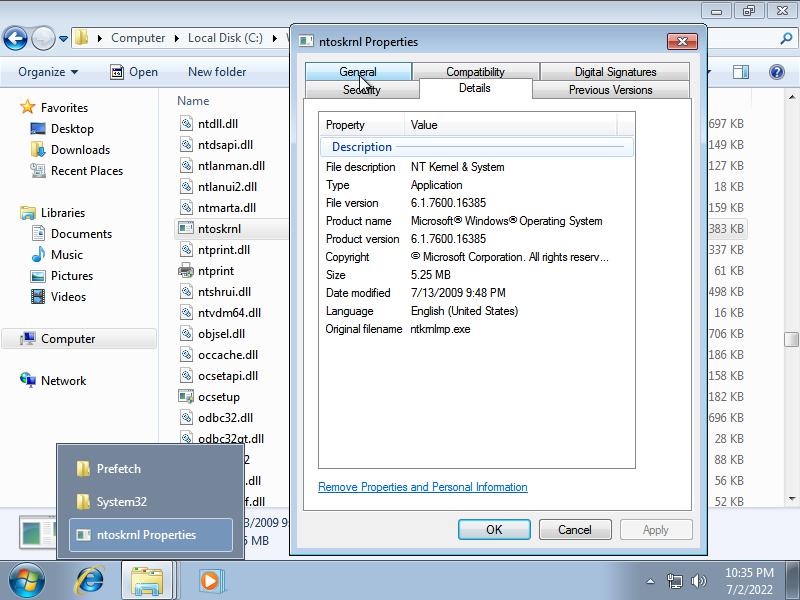 ntoskrnl Properties
Computer
Local Disk (C:)
Organize
Open
New folder
General
Compatibility
Digital Signatures
Security
Details
Previous Versions
Favorites
Desktop
Downloads
Recent Places
Libraries
Documents
Music
Pictures
Videos
Computer
Network
Name
ntdll.dll
ntdsapi.dll
ntlanman.dll
ntlanui2.dll
ntmarta.dll
ntoskrnl
ntprint.dll
ntprint
ntshrui.dll
ntvdm64.dll
objsel.dll
occache.dll
ocsetapi.dll
ocsetup
odbc32.dll
odbc32gt.dll
Property Value
Description
File description NT Kernel & System
Type Application
File version 6.1.7600.16385
Product name Microsoft® Windows® Operating System
Product version 6.1.7600.16385
Copyright © Microsoft Corporation. All rights reserv...
Size 5.25 MB
Date modified 7/13/2009 9:48 PM
Language English (United States)
Original filename ntkrnlmp.exe
Remove Properties and Personal Information
OK
Cancel
Apply
697 KB
149 KB
127 KB
18 KB
159 KB
383 KB
337 KB
61 KB
498 KB
16 KB
706 KB
186 KB
158 KB
182 KB
696 KB
28 KB
88 KB
56 KB
52 KB
Prefetch
System32
ntoskrnl Properties
10:35 PM
7/2/2022